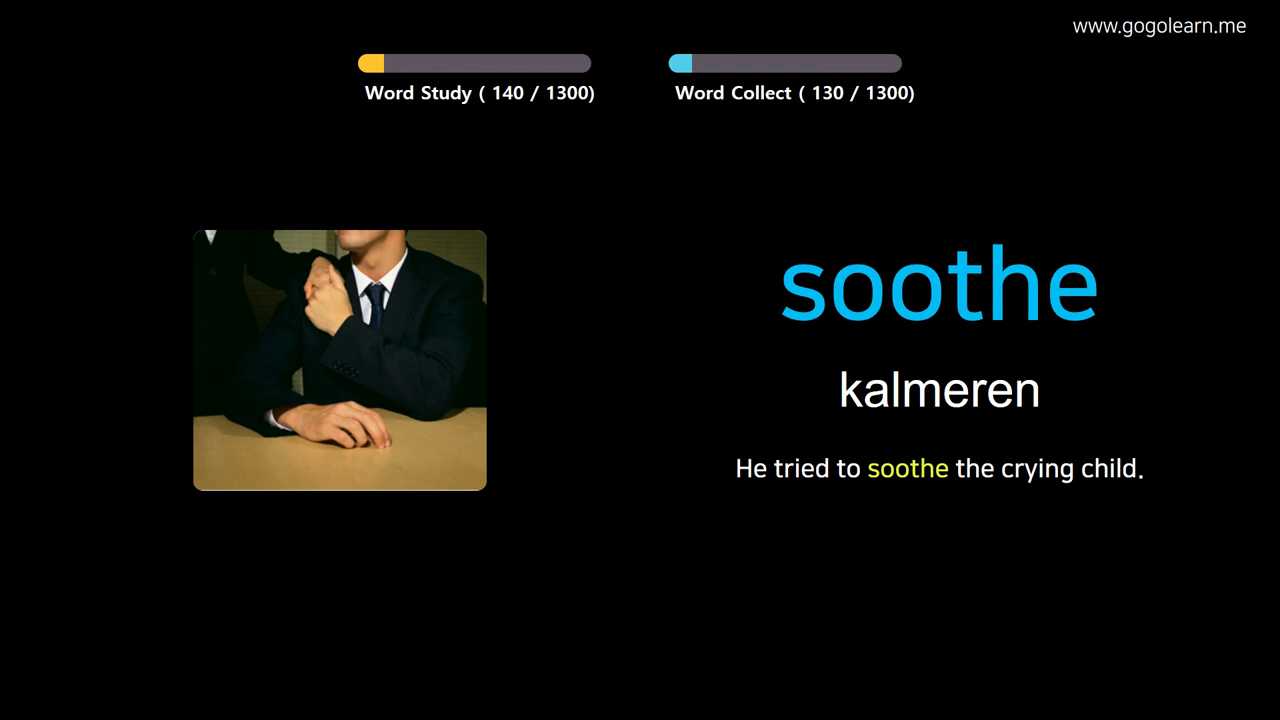 www.gogolearn.me
Word Study ( 140 / 1300)
Word Collect ( 130 / 1300)
soothe
kalmeren
He tried to soothe the crying child.